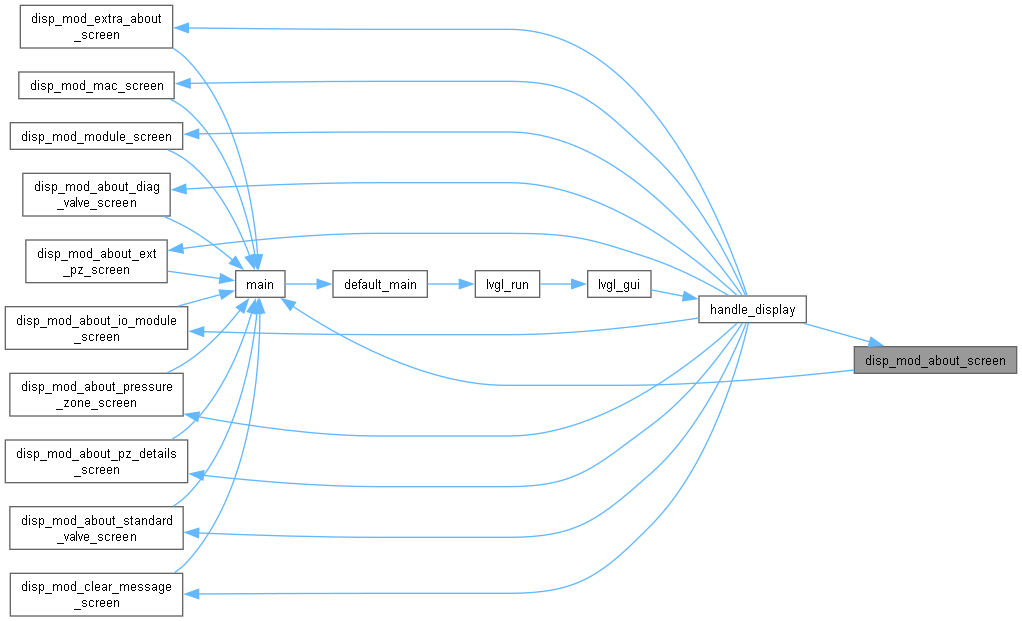 disp_mod_extra_about
_screen
disp_mod_mac_screen
disp_mod_module_screen
disp_mod_about_diag
_valve_screen
disp_mod_about_ext
_pz_screen
disp_mod_about_io_module
_screen
disp_mod_about_pressure
_zone_screen
disp_mod_about_pz_details
_screen
disp_mod_about_standard
_valve_screen
disp_mod_clear_message
_screen
main
default_main
lvgl_run
lvgl_gui
handle_display
disp_mod_about_screen